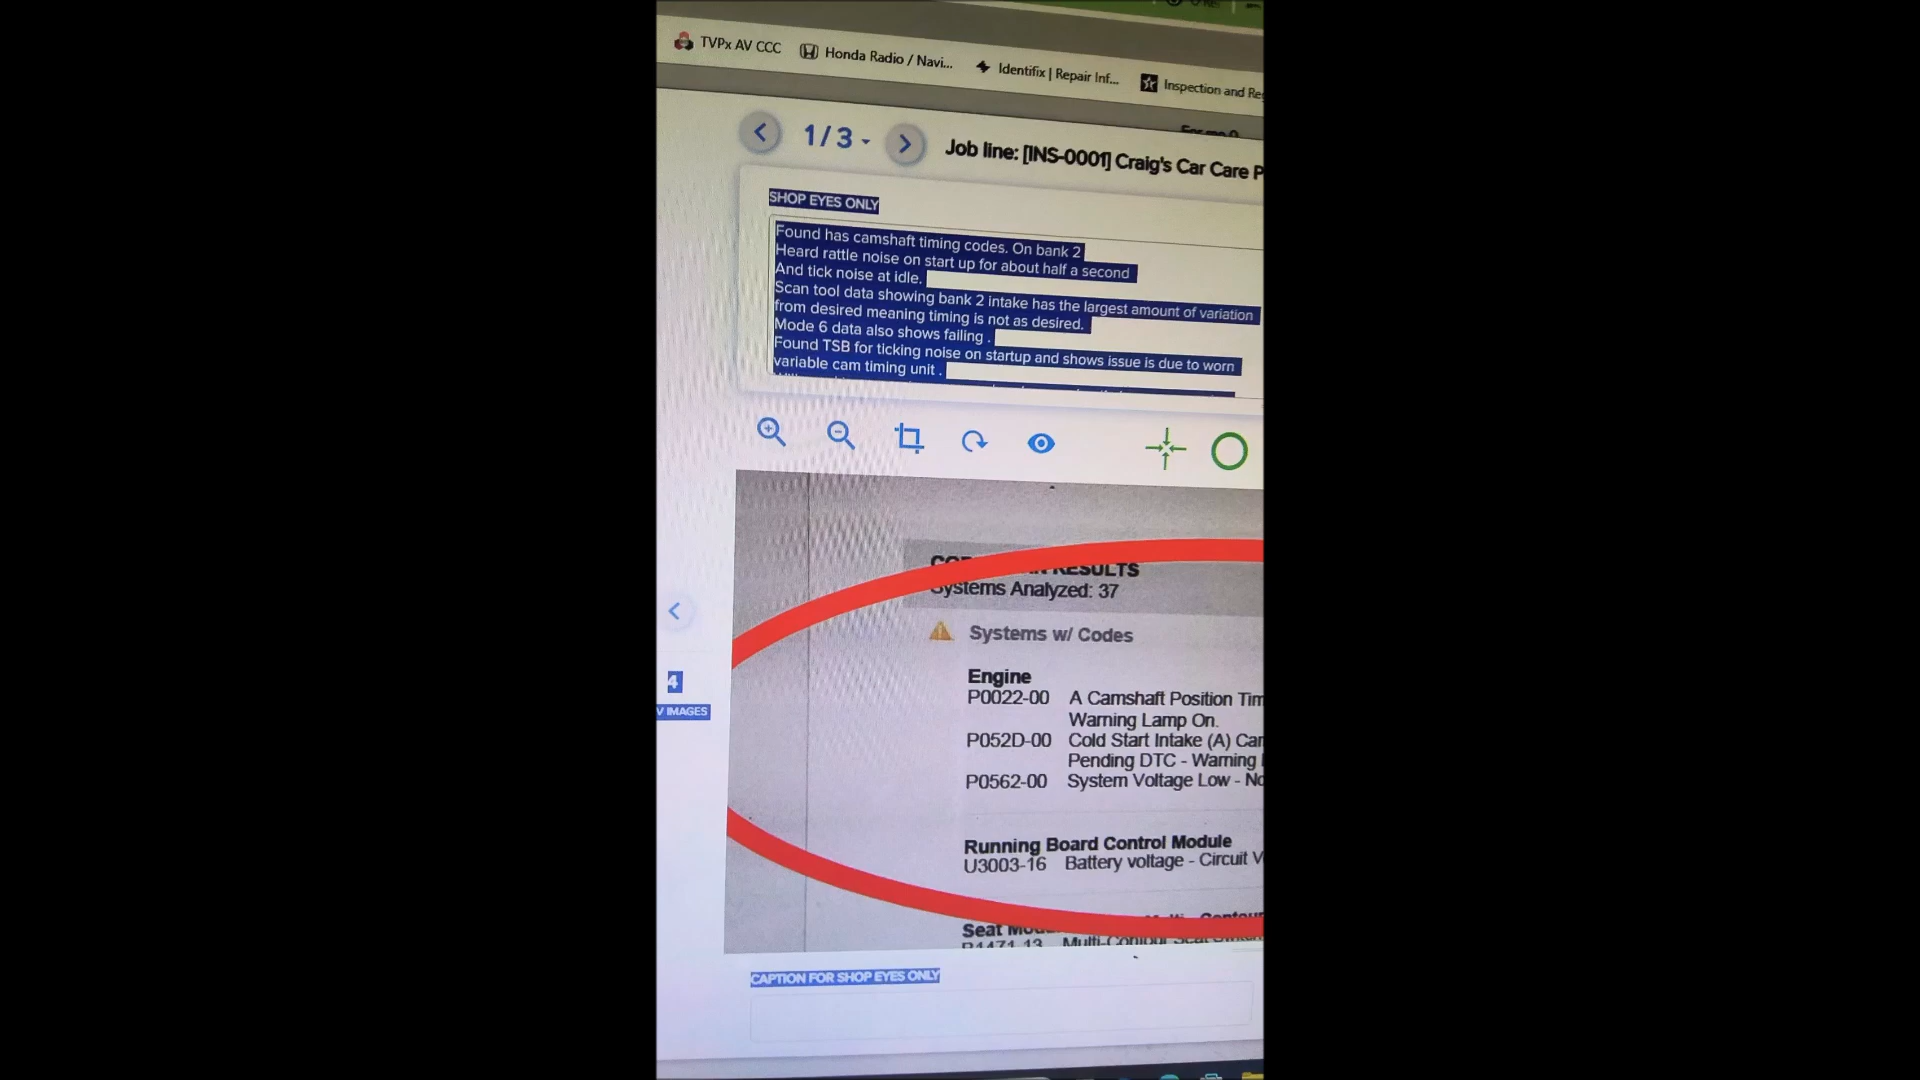 TVPx AV CCC
Honda Radio / Navi...
Identifix | Repair Inf...
Inspection and Re
1 / 3
Job line: [INS-0001] Craig's Car Care P
SHOP EYES ONLY
Found has camshaft timing codes. On bank 2
Heard rattle noise on start up for about half a second
And tick noise at idle.
Scan tool data showing bank 2 intake has the largest amount of variation
from desired meaning timing is not as desired.
Mode 6 data also shows failing .
Found TSB for ticking noise on startup and shows issue is due to worn
variable cam timing unit .
RESULTS
Systems Analyzed: 37
Systems w/ Codes
Engine
P0022-00 A Camshaft Position Tim
Warning Lamp On.
P052D-00 Cold Start Intake (A) Ca
Pending DTC - Warning
P0562-00 System Voltage Low - No
Running Board Control Module
U3003-16 Battery voltage - Circuit V
4
V IMAGES
Seat
Multi-Contour Seat
CAPTION FOR SHOP EYES ONLY